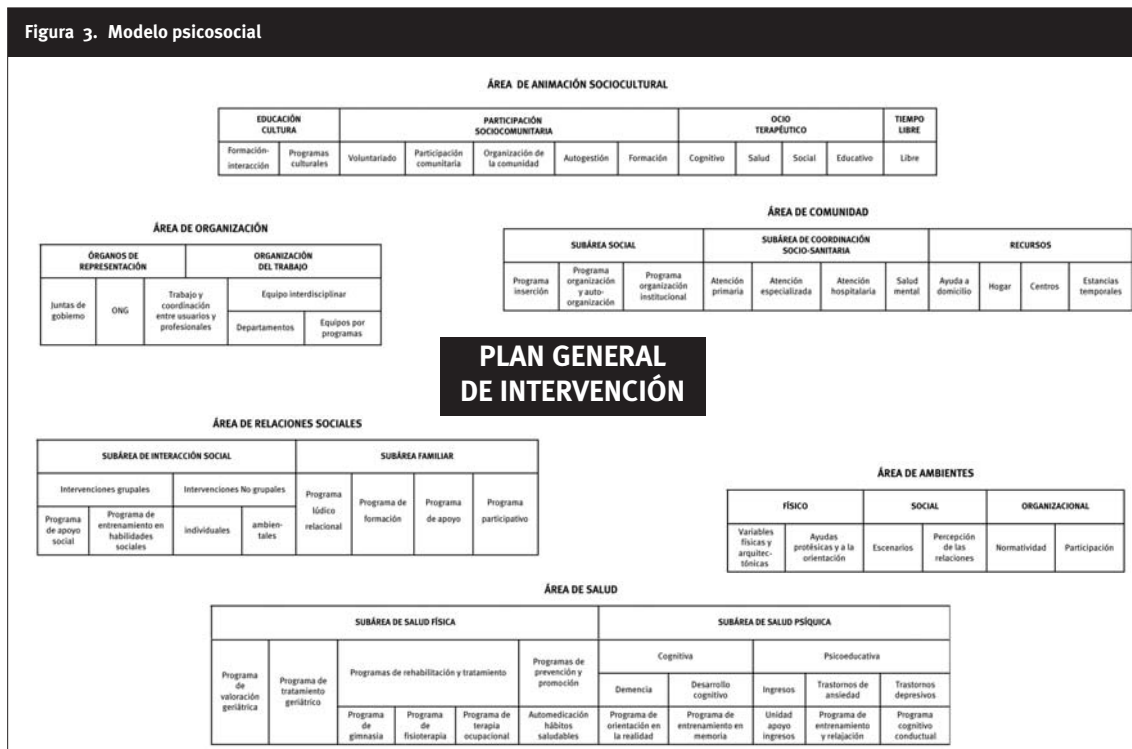 Figura 3. Modelo psicosocial
ÁREA DE ANIMACIÓN SOCIOCULTURAL
EDUCACIÓN
CULTURA
PARTICIPACIÓN
SOCIOCOMUNITARIA
OCIO
TERAPÉUTICO
TIEMPO
LIBRE
Formación-
interacción
Programas
culturales
Voluntariado
Participación
comunitaria
Organización de
la comunidad
Autogestión
Formación
Cognitivo
Salud
Social
Educativo
Libre
ÁREA DE ORGANIZACIÓN
ÓRGANOS DE
REPRESENTACIÓN
ORGANIZACIÓN
DEL TRABAJO
Juntas de
gobierno
ONG
Trabajo y
coordinación
entre usuarios y
profesionales
Equipo interdisciplinar
Departamentos
Equipos por
programas
ÁREA DE COMUNIDAD
SUBÁREA SOCIAL
SUBÁREA DE COORDINACIÓN
SOCIO-SANITARIA
RECURSOS
Programa
inserción
Programa
organización
y auto-
organización
Programa
organización
institucional
Atención
primaria
Atención
especializada
Atención
hospitalaria
Salud
mental
Ayuda a
domicilio
Hogar
Centros
Estancias
temporales
PLAN GENERAL
DE INTERVENCIÓN
ÁREA DE RELACIONES SOCIALES
SUBÁREA DE INTERACCIÓN SOCIAL
SUBÁREA FAMILIAR
Intervenciones grupales
Intervenciones No grupales
Programa
lúdico
relacional
Programa de
formación
Programa
de apoyo
Programa
participativo
Programa
de apoyo
social
Programa de
entrenamiento en
habilidades
sociales
individuales
ambien-
tales
ÁREA DE AMBIENTES
FÍSICO
SOCIAL
ORGANIZACIONAL
Variables
físicas y
arquitec-
tónicas
Ayudas
protésicas y a la
orientación
Escenarios
Percepción
de las
relaciones
Normatividad
Participación
ÁREA DE SALUD
SUBÁREA DE SALUD FÍSICA
SUBÁREA DE SALUD PSÍQUICA
Programa
de
valoración
geriátrica
Programa de
tratamiento
geriátrico
Programas de rehabilitación y tratamiento
Programas de
prevención y
promoción
Cognitiva
Psicoeducativa
Demencia
Desarrollo
cognitivo
Ingresos
Trastornos de
ansiedad
Trastornos
depresivos
Programa
de
gimnasia
Programa
de
fisioterapia
Programa de
terapia
ocupacional
Automedicación
hábitos
saludables
Programa de
orientación en
la realidad
Programa de
entrenamiento en
memoria
Unidad
apoyo
ingresos
Programa de
entrenamiento
y relajación
Programa
cognitivo
conductual